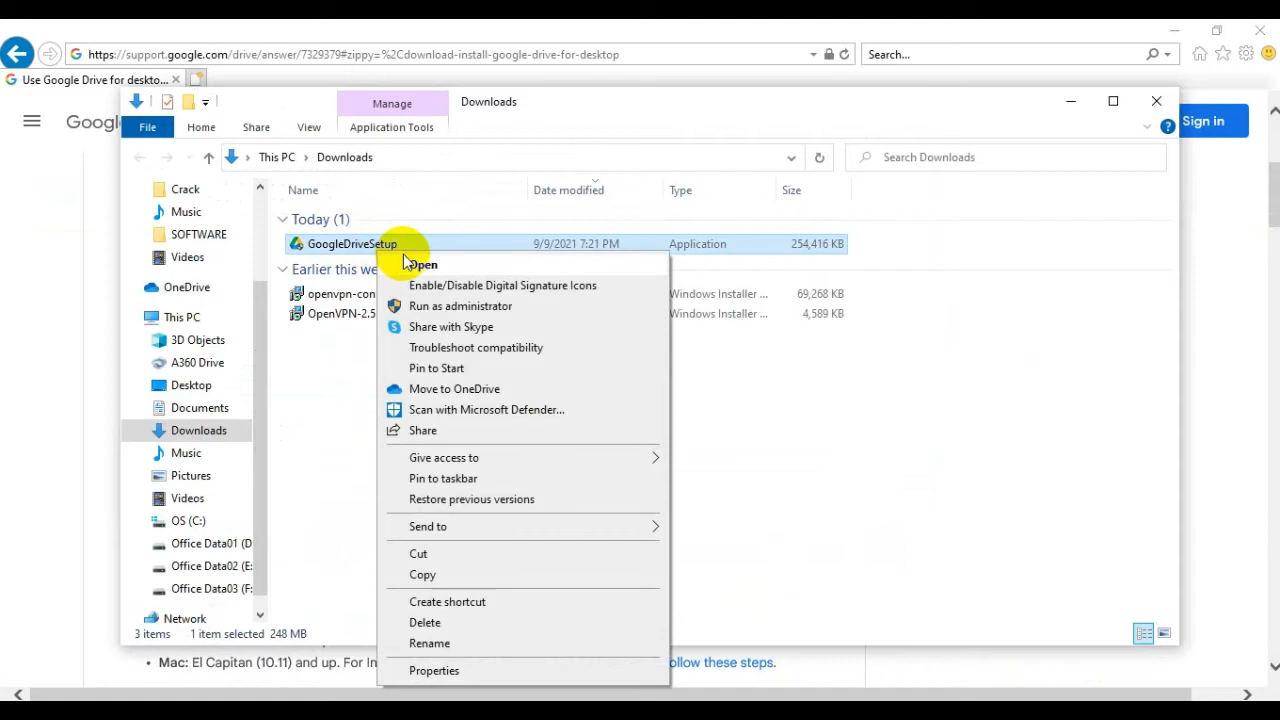 https://support.google.com/drive/answer/7329379#zippy=%2Cdownload-install-google-drive-for-desktop
Search...
Use Google Drive for deskto...
Manage
Downloads
File
Home
Share
View
Application Tools
Googl
Sign in
This PC
Downloads
Search Downloads
Name
Date modified
Type
Size
Crack
Music
SOFTWARE
Videos
OneDrive
This PC
3D Objects
A360 Drive
Desktop
Documents
Downloads
Music
Pictures
Videos
OS (C:)
Office Data01 (D
Office Data02 (E:
Office Data03 (F:
Network
Today (1)
GoogleDriveSetup
9/9/2021 7:21 PM
Application
254,416 KB
Earlier this we
openvpn-con
Windows Installer ...
69,268 KB
OpenVPN-2.5
Windows Installer ...
4,589 KB
Open
Enable/Disable Digital Signature Icons
Run as administrator
Share with Skype
Troubleshoot compatibility
Pin to Start
Move to OneDrive
Scan with Microsoft Defender...
Share
Give access to
Pin to taskbar
Restore previous versions
Send to
Cut
Copy
Create shortcut
Delete
Rename
Properties
3 items
1 item selected 248 MB
• Mac: El Capitan (10.11) and up. For In
ollow these steps.